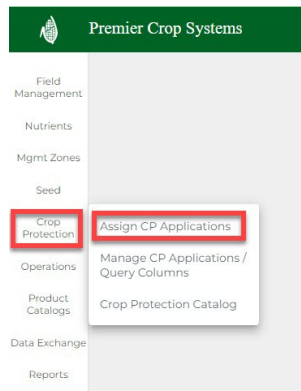 Premier Crop Systems
Field
Management
Nutrients
Mgmt Zones
Seed
Crop
Protection
Assign CP Applications
Manage CP Applications /
Query Columns
Crop Protection Catalog
Operations
Product
Catalogs
Data Exchange
Reports